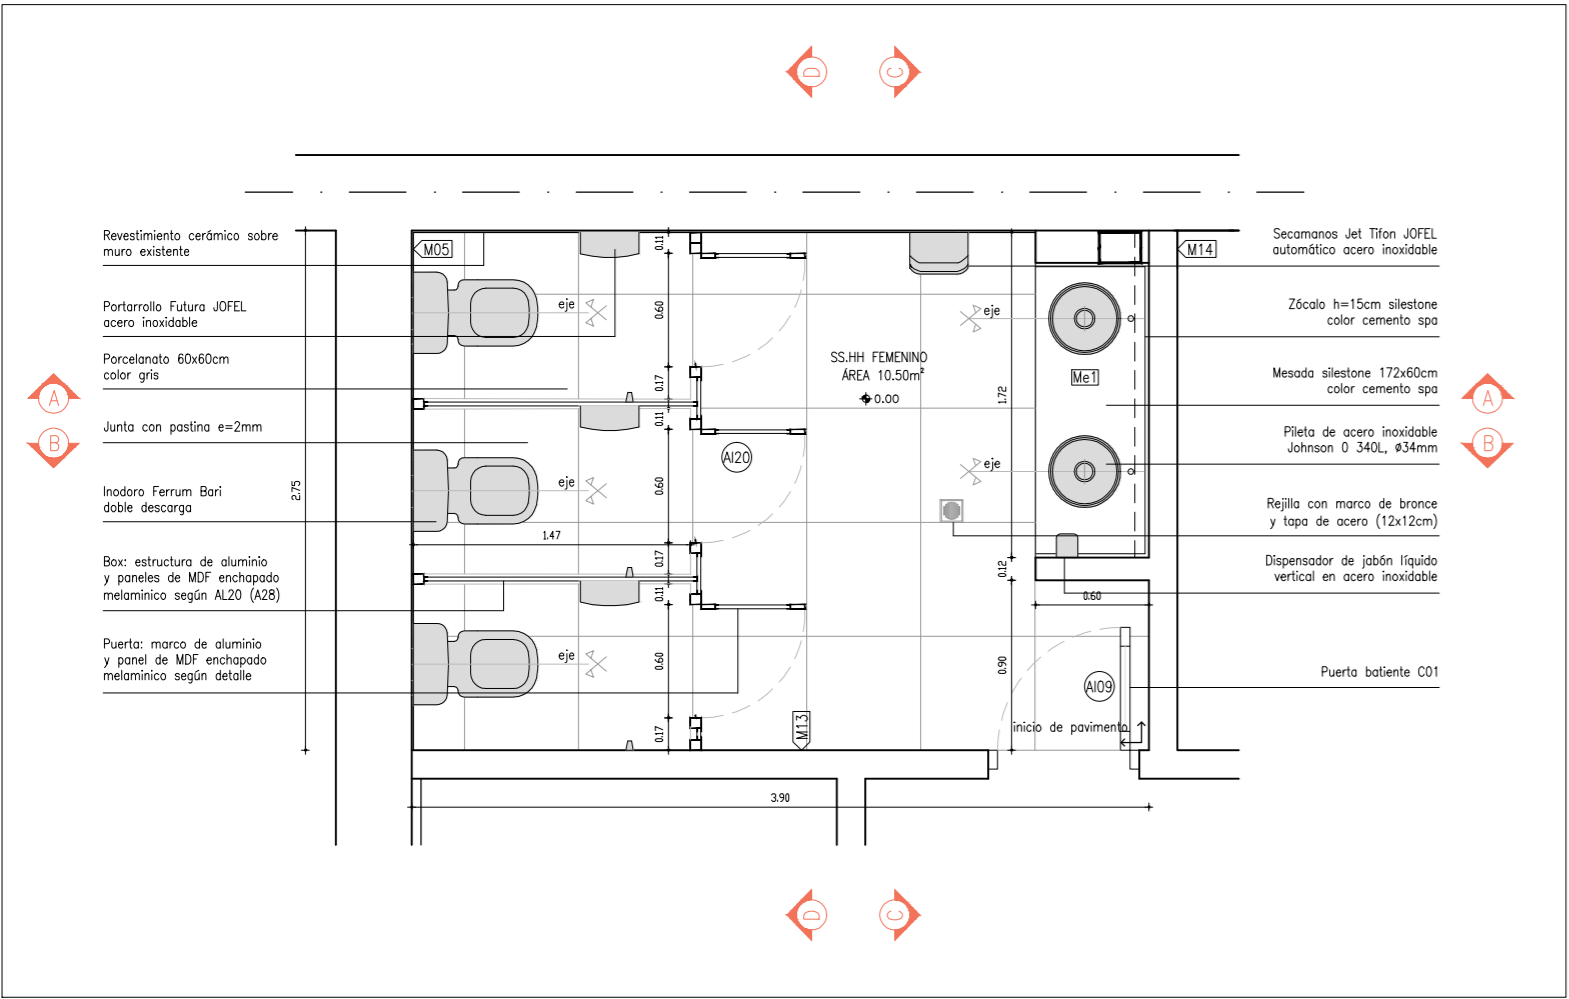 D
C
Revestimiento cerámico sobre
muro existente
Portarrollo Futura JOFEL
acero inoxidable
Porcelanato 60x60cm
color gris
A
B
Junta con pastina e=2mm
Inodoro Ferrum Bari
doble descarga
Box: estructura de aluminio
y paneles de MDF enchapado
melaminico según AL20 (A28)
Puerta: marco de aluminio
y panel de MDF enchapado
melaminico según detalle
2.75
M05
eje
eje
1.47
eje
0.11
0.60
0.17
0.11
0.60
0.17
0.11
0.60
0.17
Al20
SS.HH FEMENINO
ÁREA 10.50m²
0.00
M13
eje
eje
1.72
0.12
0.90
Me1
0.60
Al09
inicio de pavimento
3.90
M14
Secamanos Jet Tifon JOFEL
automático acero inoxidable
Zócalo h=15cm silestone
color cemento spa
Mesada silestone 172x60cm
color cemento spa
A
B
Pileta de acero inoxidable
Johnson O 340L, ø34mm
Rejilla con marco de bronce
y tapa de acero (12x12cm)
Dispensador de jabón líquido
vertical en acero inoxidable
Puerta batiente C01
D
C